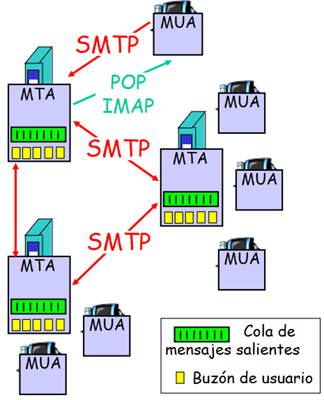 MUA
SMTP
MTA
POP
IMAP
MUA
SMTP
MTA
MUA
SMTP
MTA
MUA
MUA
MUA
Cola de
mensajes salientes
Buzón de usuario